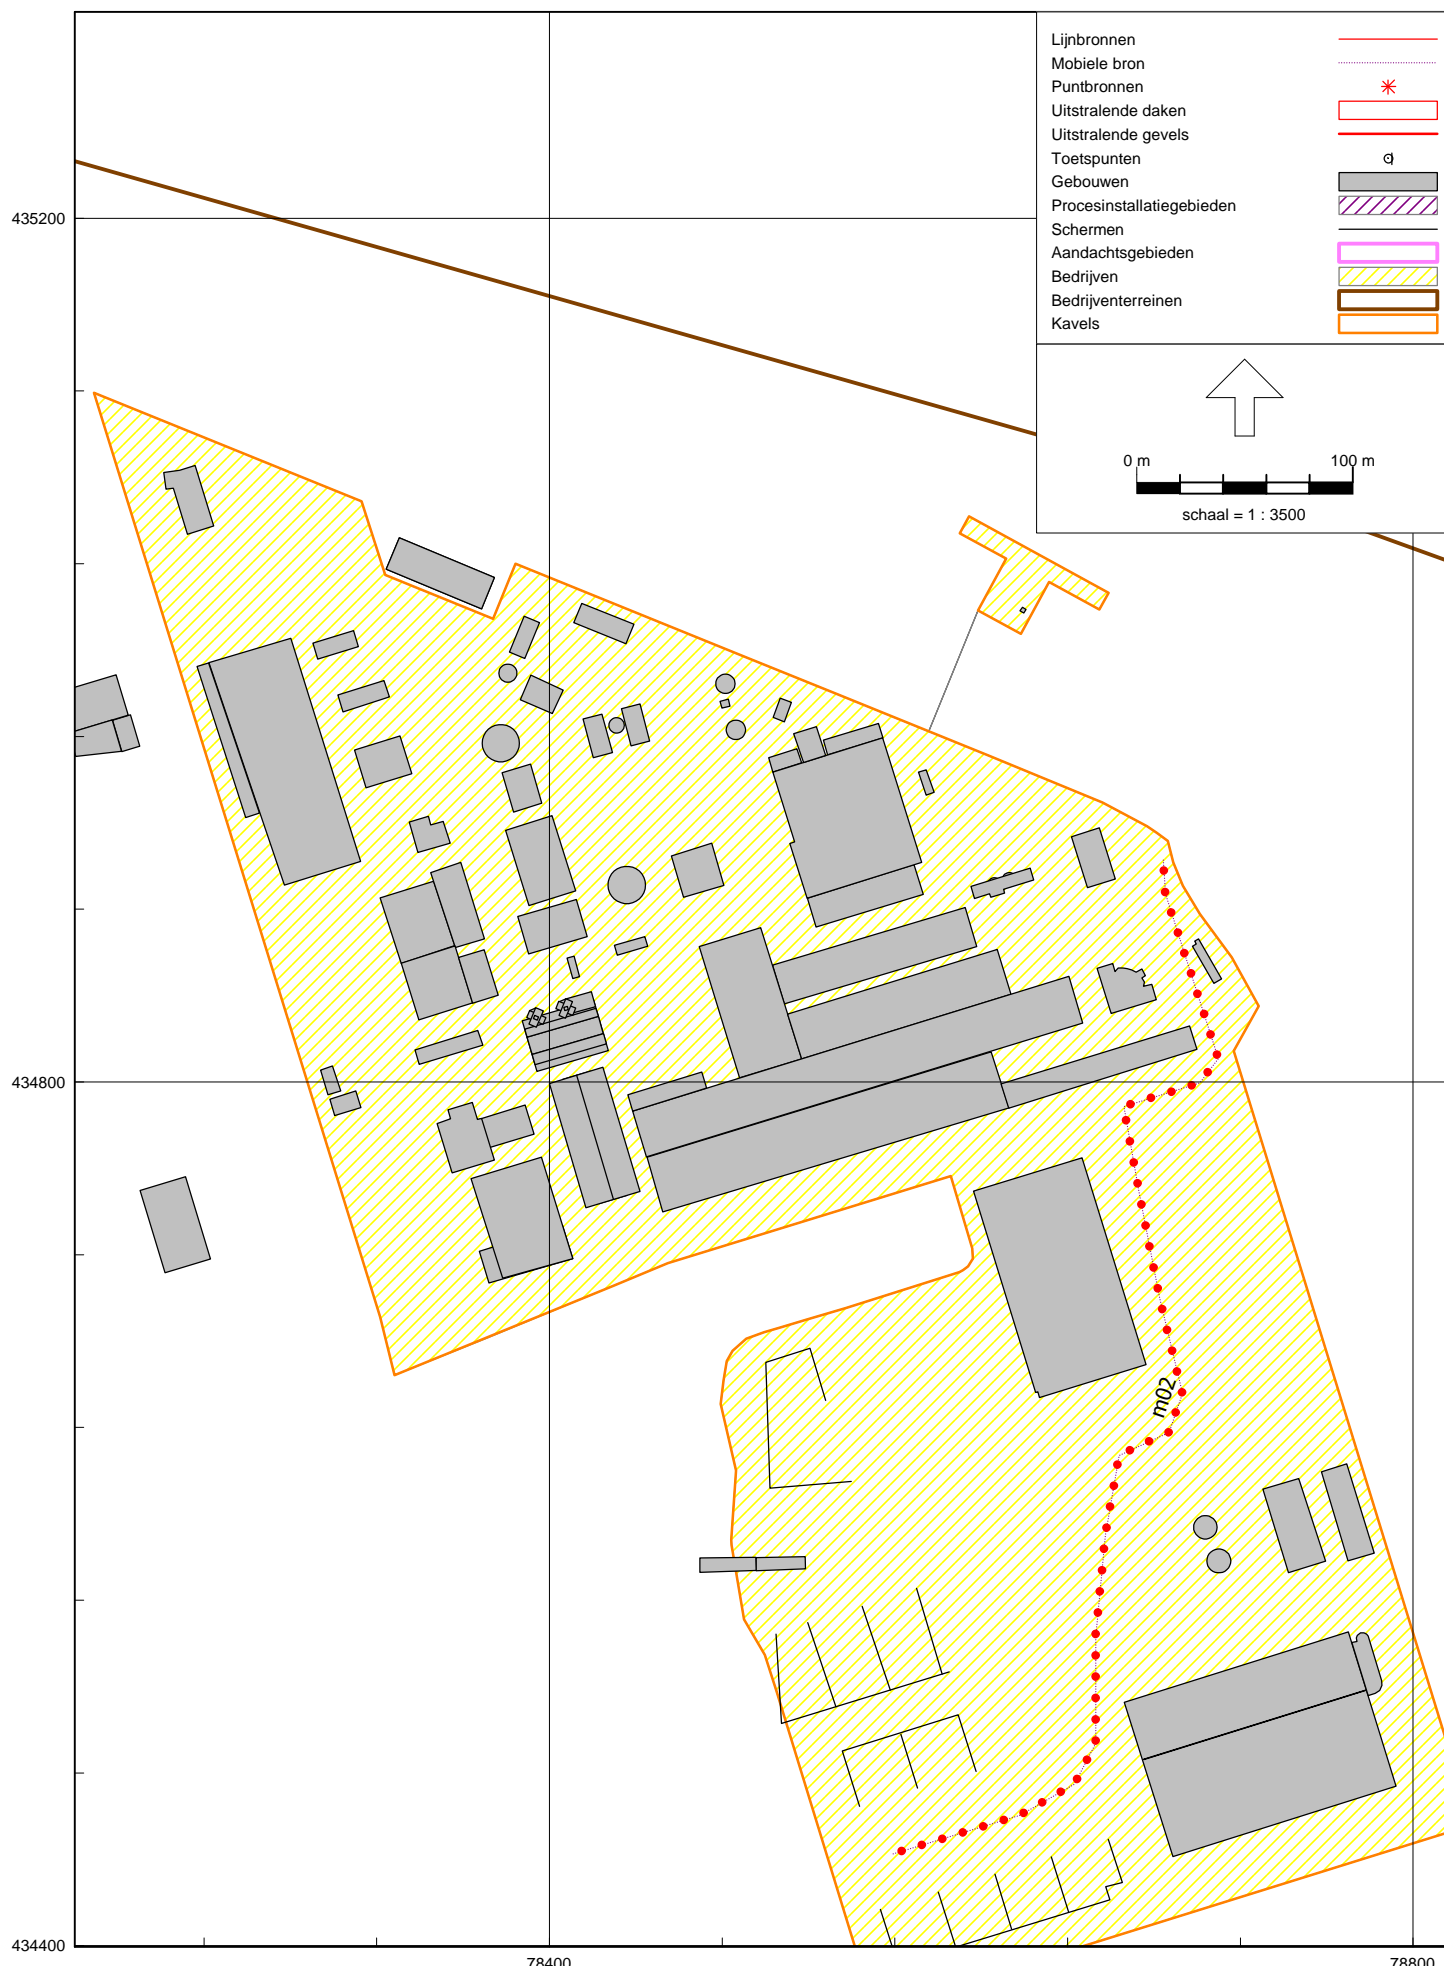 Lijnbronnen
Mobiele bron
Puntbronnen
Uitstralende daken
Uitstralende gevels
Toetspunten
Gebouwen
Procesinstallatiegebieden
Schermen
Aandachtsgebieden
Bedrijven
Bedrijventerreinen
Kavels
0 m 100 m
schaal = 1 : 3500
435200
434800
m02
434400
78400 78800